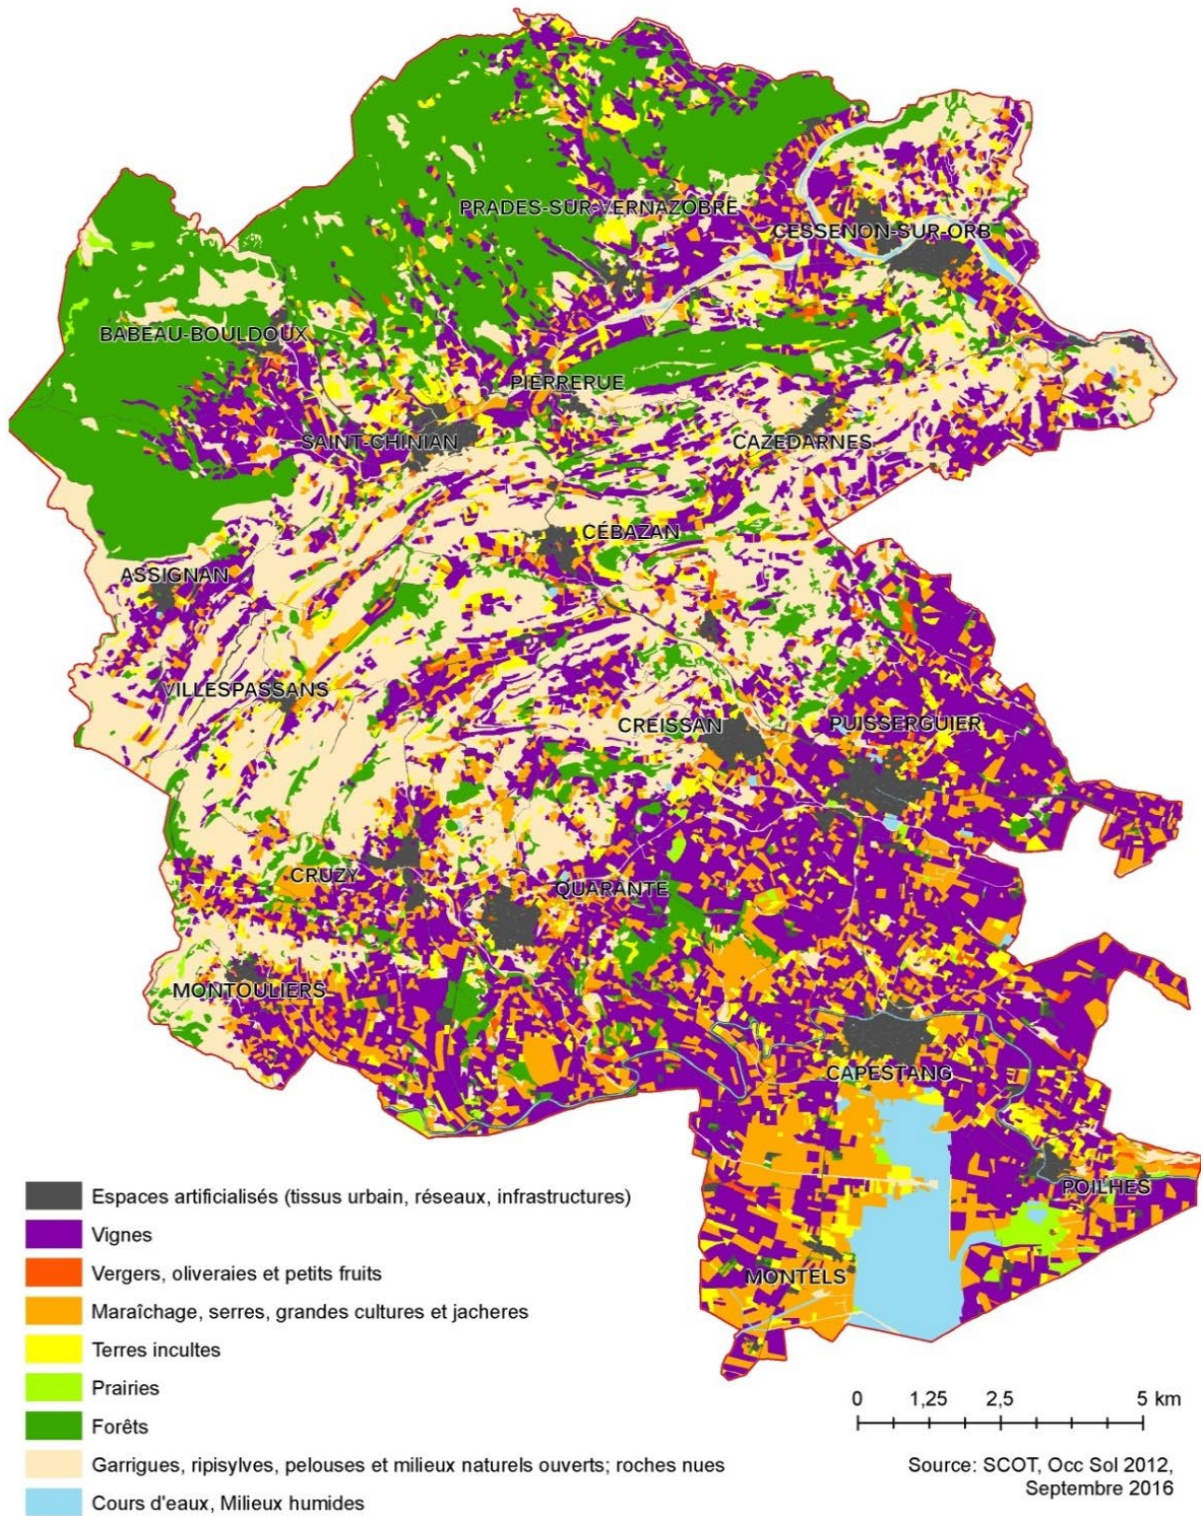 PRADES-SUR-VERNAZOBRE
CESSENON-SUR-ORB
BABEAU-BOULDOUX
PIERRERUE
SAINT-CHINIAN
CAZEDARNES
CÉBAZAN
ASSIGNAN
VILLESPASSANS
CREISSAN
PUISSERGUIER
CRUZY
QUARANTE
MONTOULIERS
CAPESTANG
POILHES
MONTELS
Espaces artificialisés (tissus urbain, réseaux, infrastructures)
Vignes
Vergers, oliveraies et petits fruits
Maraîchage, serres, grandes cultures et jacheres
Terres incultes
Prairies
Forêts
Garrigues, ripisylves, pelouses et milieux naturels ouverts; roches nues
Cours d'eaux, Milieux humides
0 1,25 2,5 5 km
Source: SCOT, Occ Sol 2012,
Septembre 2016